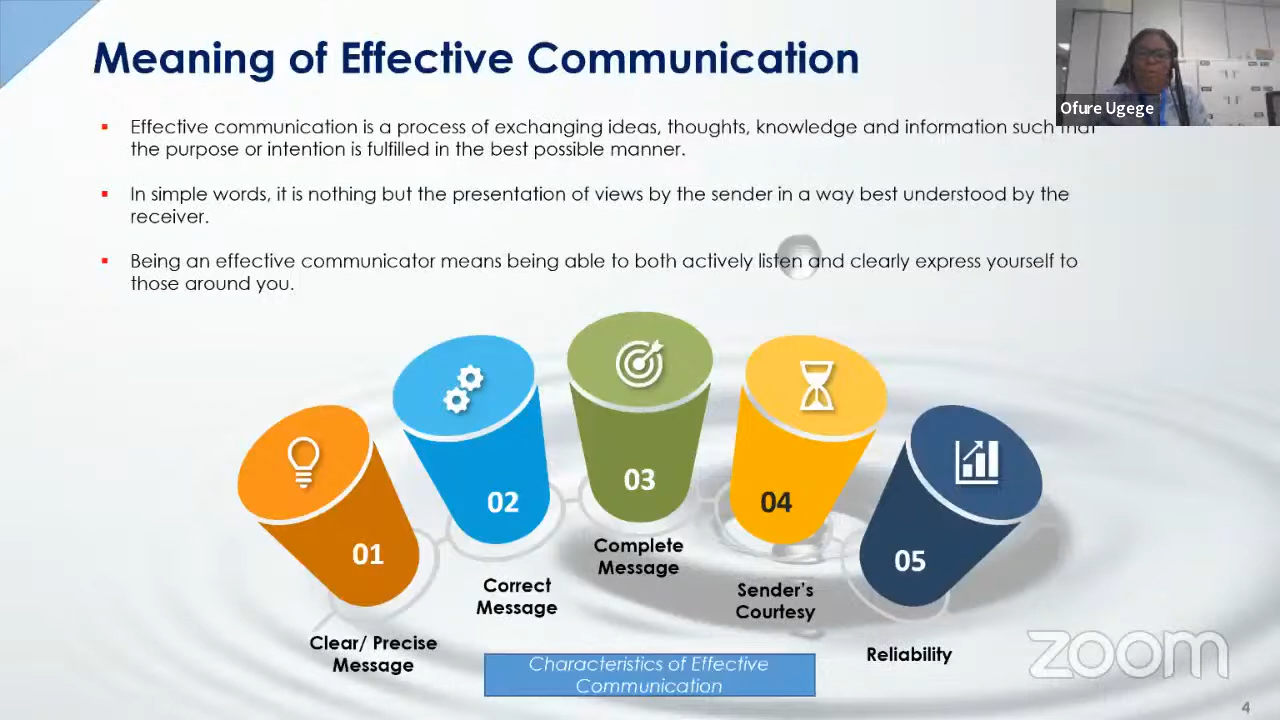 Meaning of Effective Communication
Ofure Ugege
Effective communication is a process of exchanging ideas, thoughts, knowledge and information such that
the purpose or intention is fulfilled in the best possible manner.
In simple words, it is nothing but the presentation of views by the sender in a way best understood by the
receiver.
Being an effective communicator means being able to both actively listen and clearly express yourself to
those around you.
01
02
03
04
05
Clear/ Precise
Message
Correct
Message
Complete
Message
Sender's
Courtesy
Reliability
Characteristics of Effective
Communication
zoom
4